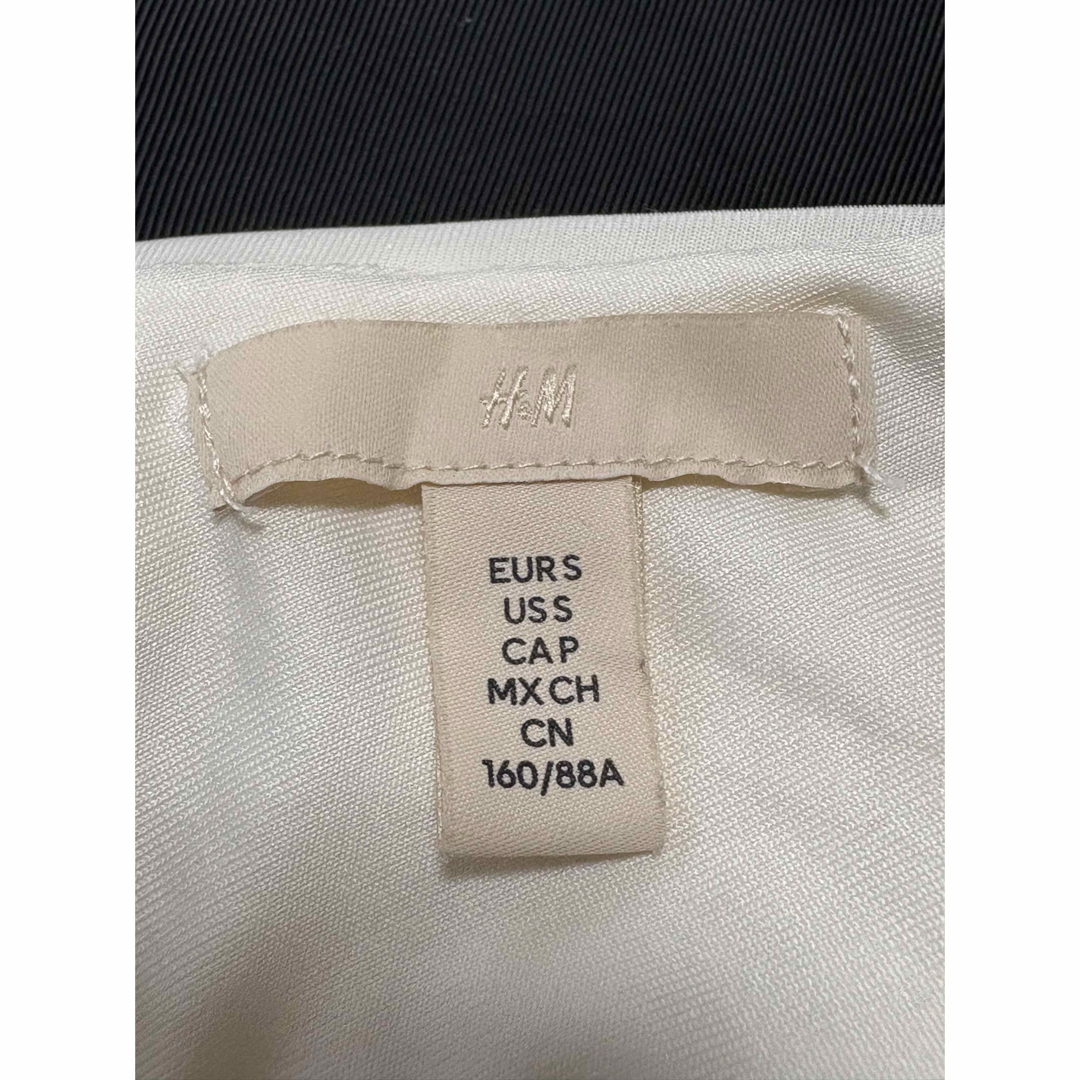 H&M
EUR S
US S
CA P
MX CH
CN
160/88A